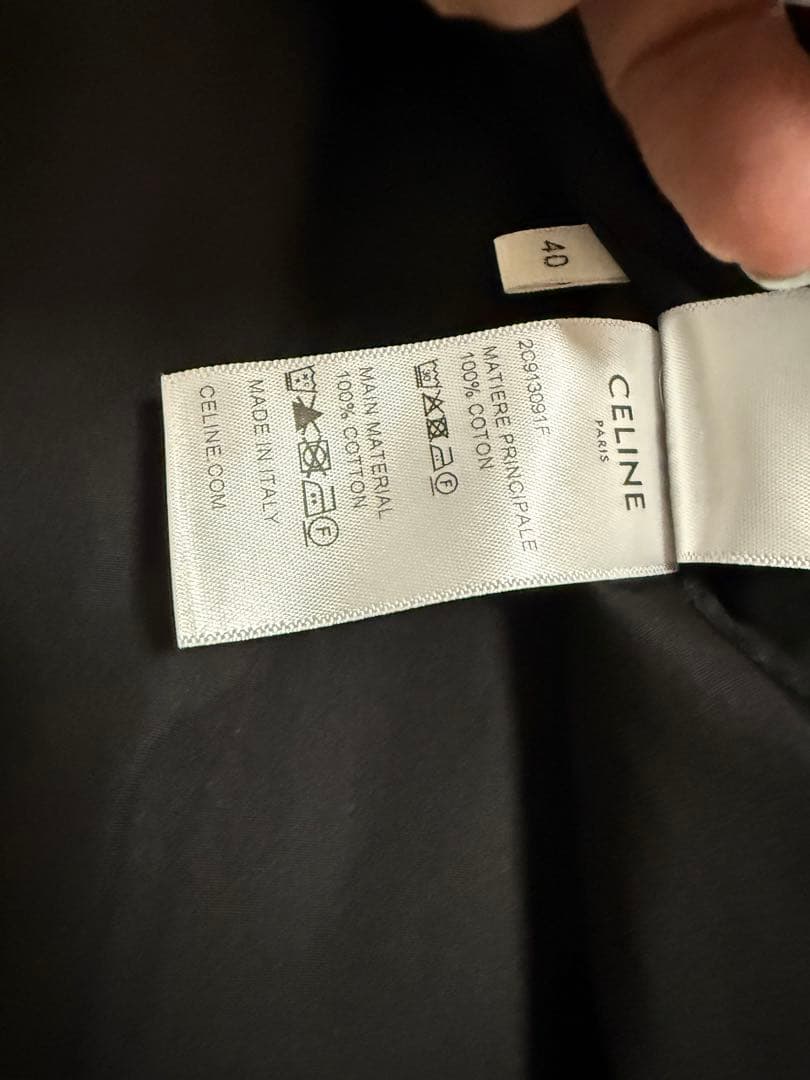 40
CELINE
PARIS
2C913091F
MATIERE PRINCIPALE
100% COTON
F
MAIN MATERIAL
100% COTTON
F
MADE IN ITALY
CELINE.COM